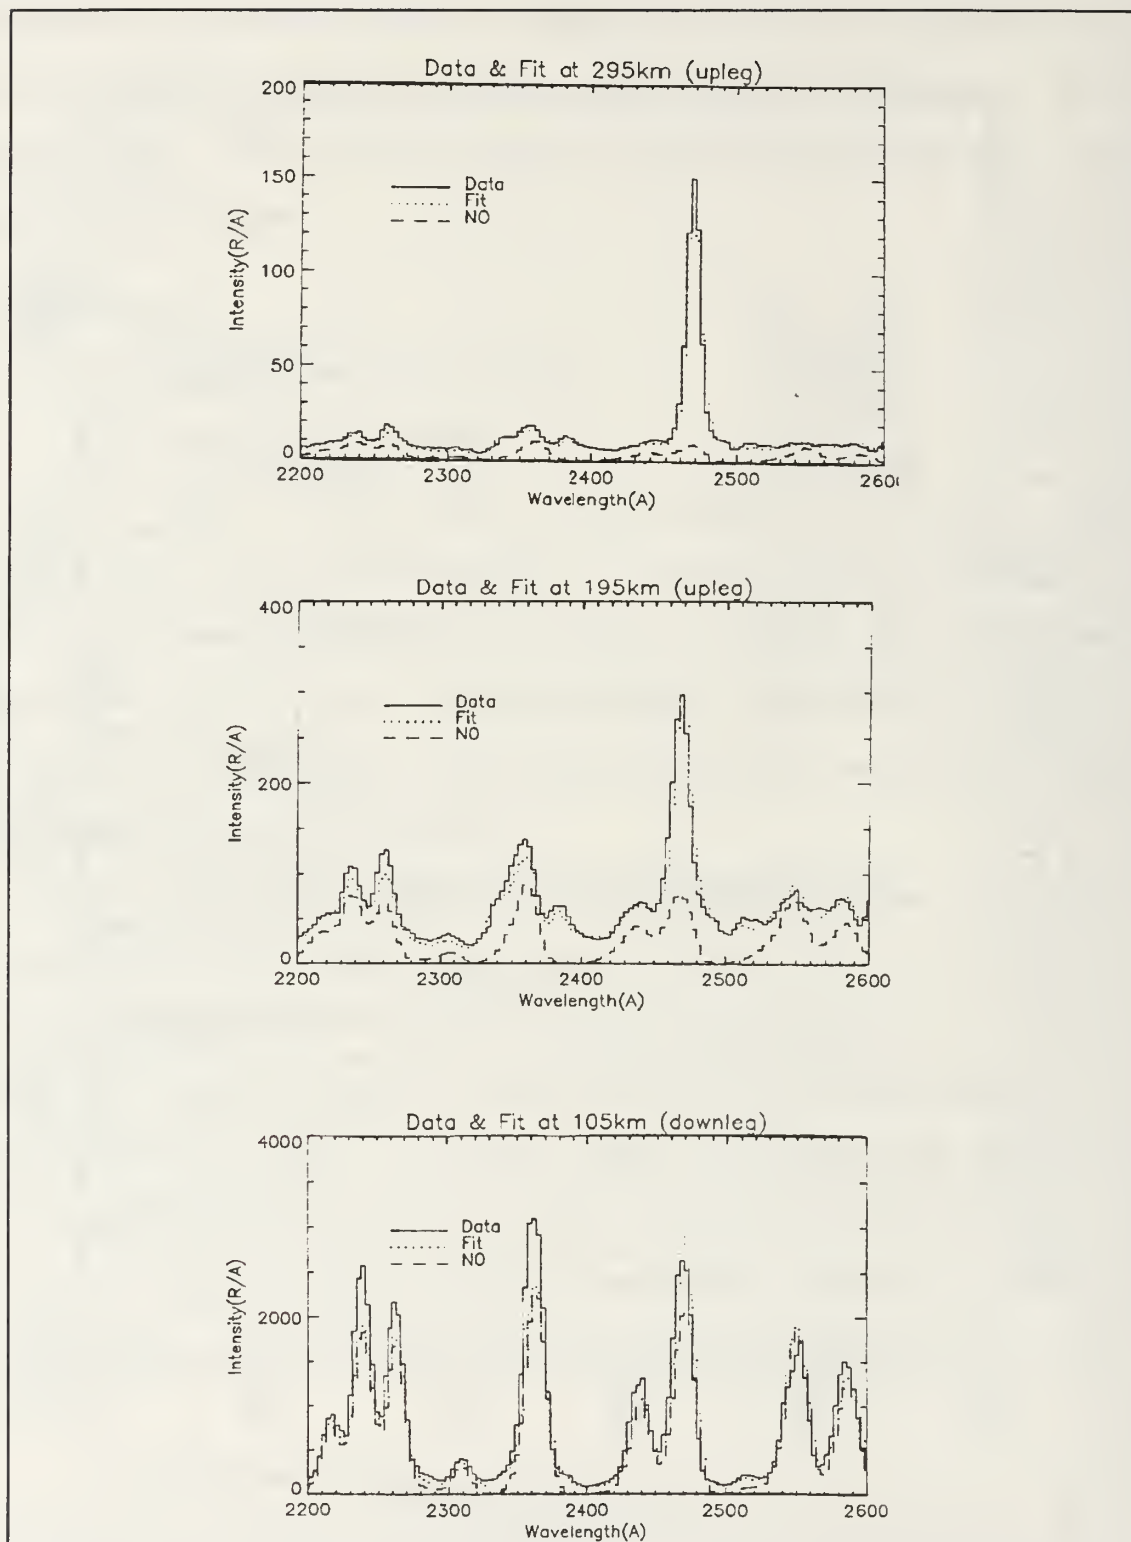 Data & Fit at 295km (upleg)
200
150
100
50
0
Intensity(R/A)
Data
Fit
NO
2200
2300
2400
2500
260
Wavelength(A)
Data & Fit at 195km (upleg)
400
200
0
Intensity(R/A)
Data
Fit
NO
2200
2300
2400
2500
2600
Wavelength(A)
Data & Fit at 105km (downleg)
4000
2000
0
Intensity(R/A)
Data
Fit
NO
2200
2300
2400
2500
2600
Wavelength(A)